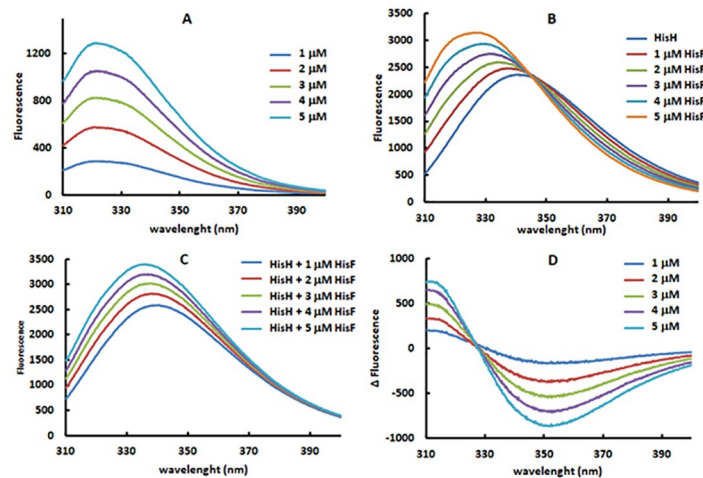 A
1200
800
400
0
310
330
350
370
390
Fluorescence
wavelenght (nm)
1 µM
2 µM
3 µM
4 µM
5 µM
B
3500
3000
2500
2000
1500
1000
500
0
310
330
350
370
390
Fluorescence
wavelenght (nm)
HisH
1 µM HisF
2 µM HisF
3 µM HisF
4 µM HisF
5 µM HisF
C
3500
3000
2500
2000
1500
1000
500
0
310
330
350
370
390
Fluorescence
wavelenght (nm)
HisH + 1 µM HisF
HisH + 2 µM HisF
HisH + 3 µM HisF
HisH + 4 µM HisF
HisH + 5 µM HisF
D
1000
500
0
-500
-1000
310
330
350
370
390
Δ Fluorescence
wavelenght (nm)
1 µM
2 µM
3 µM
4 µM
5 µM